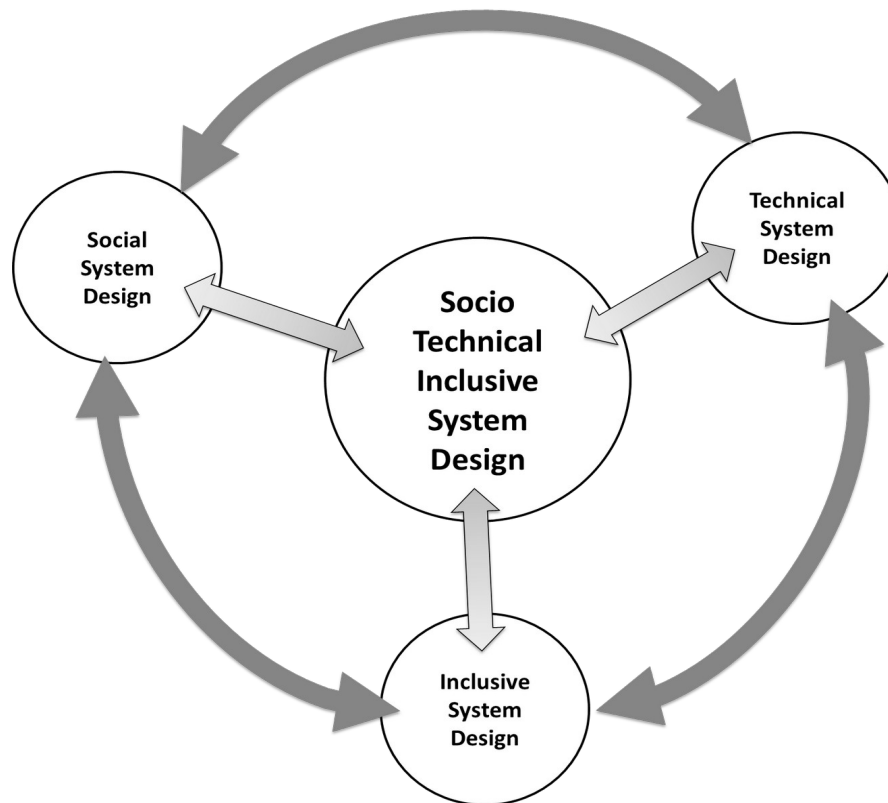 Social
System
Design
Technical
System
Design
Socio
Technical
Inclusive
System
Design
Inclusive
System
Design